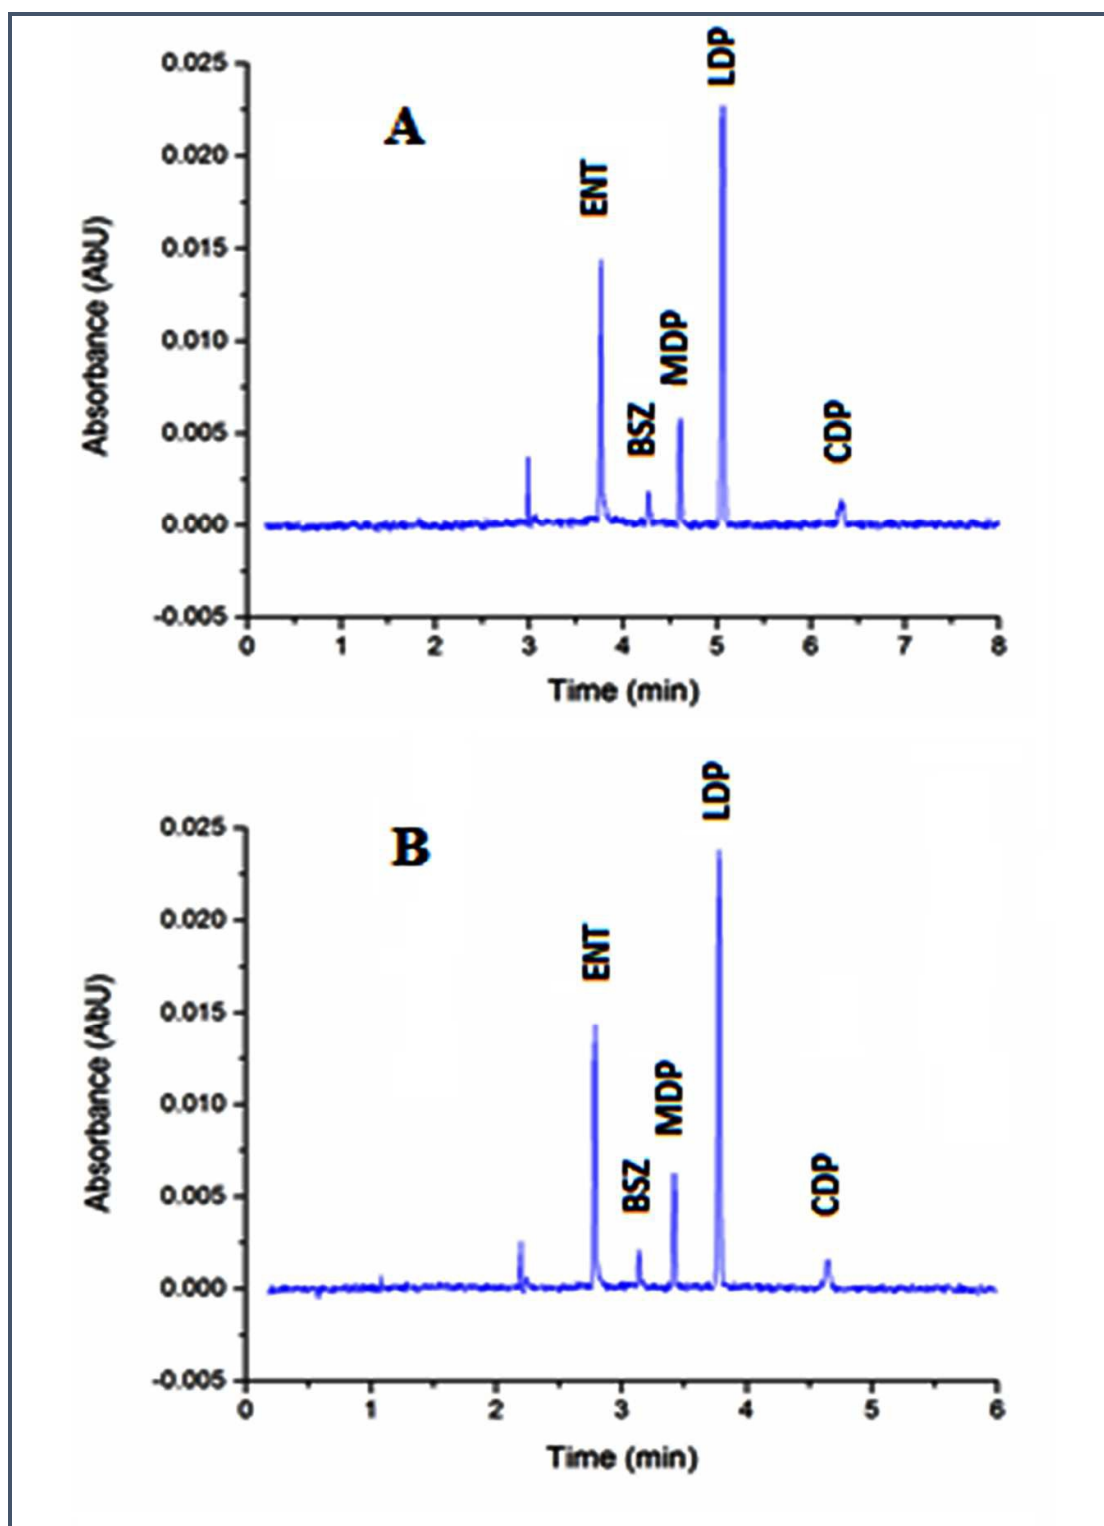 A
LDP
ENT
MDP
BSZ
CDP
0.025
0.020
0.015
0.010
0.005
0.000
-0.005
Absorbance (AbU)
0 1 2 3 4 5 6 7 8
Time (min)
B
LDP
ENT
MDP
BSZ
CDP
0.025
0.020
0.015
0.010
0.005
0.000
-0.005
Absorbance (AbU)
0 1 2 3 4 5 6
Time (min)